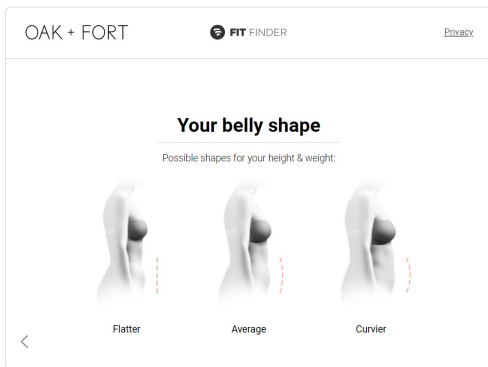 OAK + FORT
FIT FINDER
Privacy
Your belly shape
Possible shapes for your height & weight:
Flatter
Average
Curvier